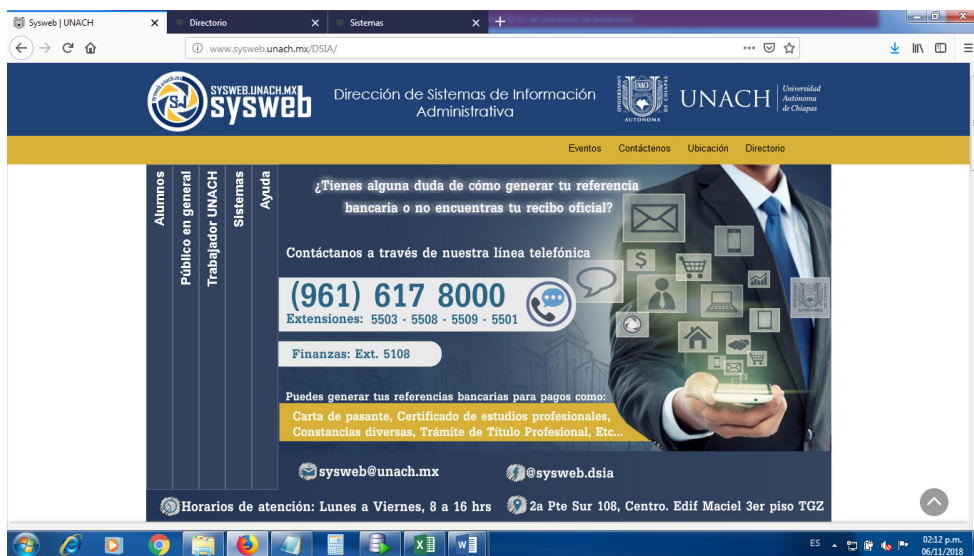 Sysweb | UNACH
Directorio
Sistemas
www.sysweb.unach.mx/DSIA/
SYSWEB.UNACH.MX
sysweb
Dirección de Sistemas de Información
Administrativa
AUTONOMA
UNACH
Universidad
Autónoma
de Chiapas
Eventos Contáctenos Ubicación Directorio
Alumnos
Público en general
Trabajador UNACH
Sistemas
Ayuda
¿Tienes alguna duda de cómo generar tu referencia
bancaria o no encuentras tu recibo oficial?
Contáctanos a través de nuestra línea telefónica
(961) 617 8000
Extensiones: 5503 - 5508 - 5509 - 5501
Finanzas: Ext. 5108
Puedes generar tus referencias bancarias para pagos como:
Carta de pasante, Certificado de estudios profesionales,
Constancias diversas, Trámite de Título Profesional, Etc...
sysweb@unach.mx
@sysweb.dsia
Horarios de atención: Lunes a Viernes, 8 a 16 hrs
2a Pte Sur 108, Centro. Edif Maciel 3er piso TGZ
ES
02:12 p.m.
06/11/2018